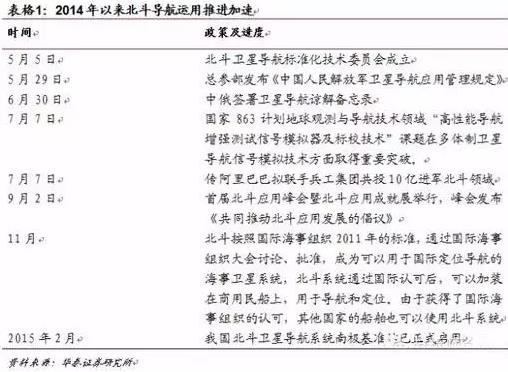 表格1：2014年以来北斗导航运用推进加速
时间 政策及进度
5月5日 北斗卫星导航标准化技术委员会成立
5月29日 总参部发布《中国人民解放军卫星导航应用管理规定》
6月30日 中俄签署卫星导航谅解备忘录
7月7日 国家863计划地球观测与导航技术领域“高性能导航
增强测试信号模拟器及标校技术”课题在多体制卫星
导航信号模拟技术方面取得重要突破。
7月7日 传阿里巴巴拟联手兵工集团共投10亿进军北斗领域
9月2日 首届北斗应用峰会暨北斗应用成就展举行，峰会发布
《共同推动北斗应用发展的倡议》
11月 北斗按照国际海事组织2011年的标准，通过国际海事
组织大会讨论、批准，成为可以用于国际定位导航的
海事卫星系统，北斗系统通过国际认可后，可以加装
在商用民船上，用于导航和定位。由于获得了国际海
事组织的认可，其他国家的船舶也可以使用北斗系统
2015年2月 我国北斗卫星导航系统南极基准站已正式启用
资料来源：华泰证券研究所